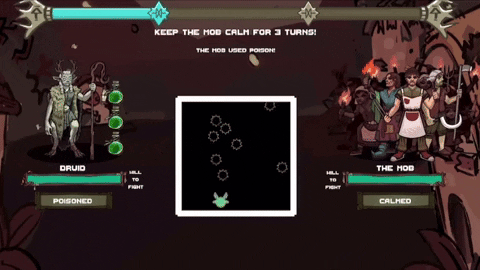 KEEP THE MOB CALM FOR 3 TURNS!
THE MOB USED POISON!
DRUID
WILL TO FIGHT
POISONED
THE MOB
WILL TO FIGHT
CALMED